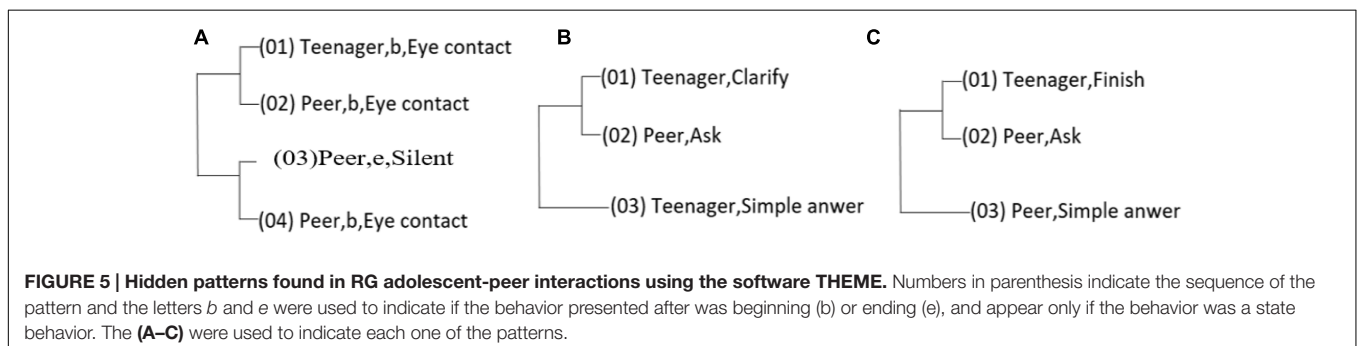 A
(01) Teenager,b,Eye contact
(02) Peer,b,Eye contact
(03)Peer,e,Silent
(04) Peer,b,Eye contact
B
(01) Teenager,Clarify
(02) Peer,Ask
(03) Teenager,Simple anwer
C
(01) Teenager,Finish
(02) Peer,Ask
(03) Peer,Simple anwer
FIGURE 5 | Hidden patterns found in RG adolescent-peer interactions using the software THEME. Numbers in parenthesis indicate the sequence of the
pattern and the letters b and e were used to indicate if the behavior presented after was beginning (b) or ending (e), and appear only if the behavior was a state
behavior. The (A–C) were used to indicate each one of the patterns.